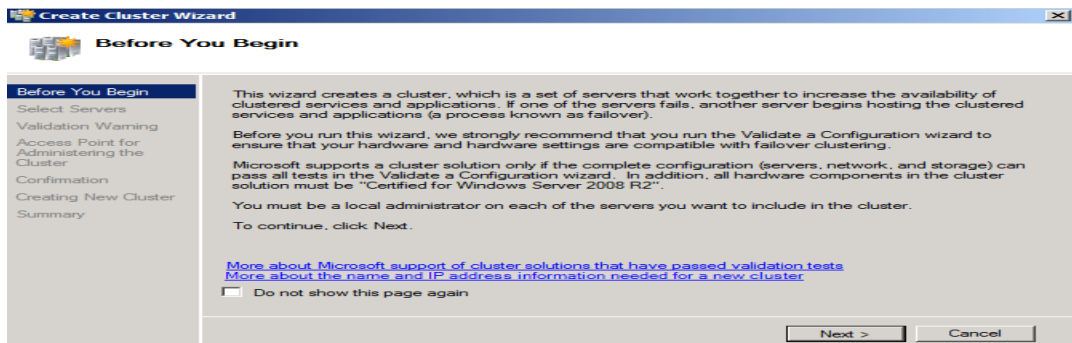 Create Cluster Wizard
Before You Begin
Before You Begin
Select Servers
Validation Warning
Access Point for
Administering the
Cluster
Confirmation
Creating New Cluster
Summary
This wizard creates a cluster, which is a set of servers that work together to increase the availability of
clustered services and applications. If one of the servers fails, another server begins hosting the clustered
services and applications (a process known as failover).
Before you run this wizard, we strongly recommend that you run the Validate a Configuration wizard to
ensure that your hardware and hardware settings are compatible with failover clustering.
Microsoft supports a cluster solution only if the complete configuration (servers, network, and storage) can
pass all tests in the Validate a Configuration wizard. In addition, all hardware components in the cluster
solution must be "Certified for Windows Server 2008 R2".
You must be a local administrator on each of the servers you want to include in the cluster.
To continue, click Next.
More about Microsoft support of cluster solutions that have passed validation tests
More about the name and IP address information needed for a new cluster
Do not show this page again
Next >
Cancel